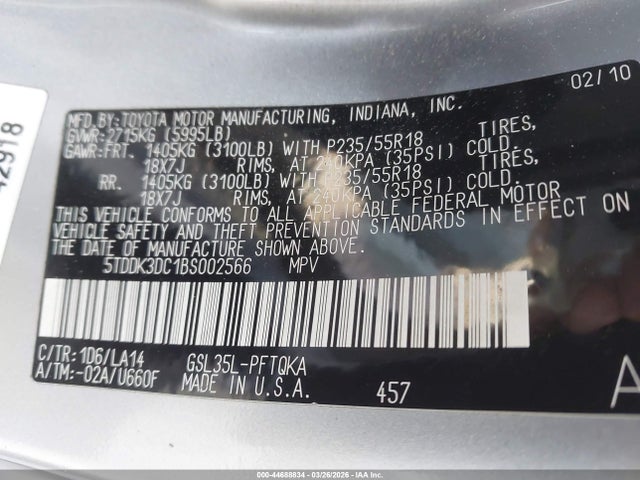 02/10
MFD.BY:TOYOTA MOTOR MANUFACTURING, INDIANA, INC.
GVWR:2715KG (5995LB)
GAWR:FRT. 1405KG (3100LB) WITH P235/55R18 TIRES,
18X7J RIMS, AT 240KPA (35PSI) COLD.
RR. 1405KG (3100LB) WITH P235/55R18 TIRES,
18X7J RIMS, AT 240KPA (35PSI) COLD.
THIS VEHICLE CONFORMS TO ALL APPLICABLE FEDERAL MOTOR
VEHICLE SAFETY AND THEFT PREVENTION STANDARDS IN EFFECT ON
THE DATE OF MANUFACTURE SHOWN ABOVE.
5TDDK3DC1BS002566 MPV
C/TR:1D6/LA14 GSL35L-PFTQKA
A/TM:-02A/U660F MADE IN U.S.A. 457
A
2918
000-44688834 | 03/26/2026 - IAA Inc.